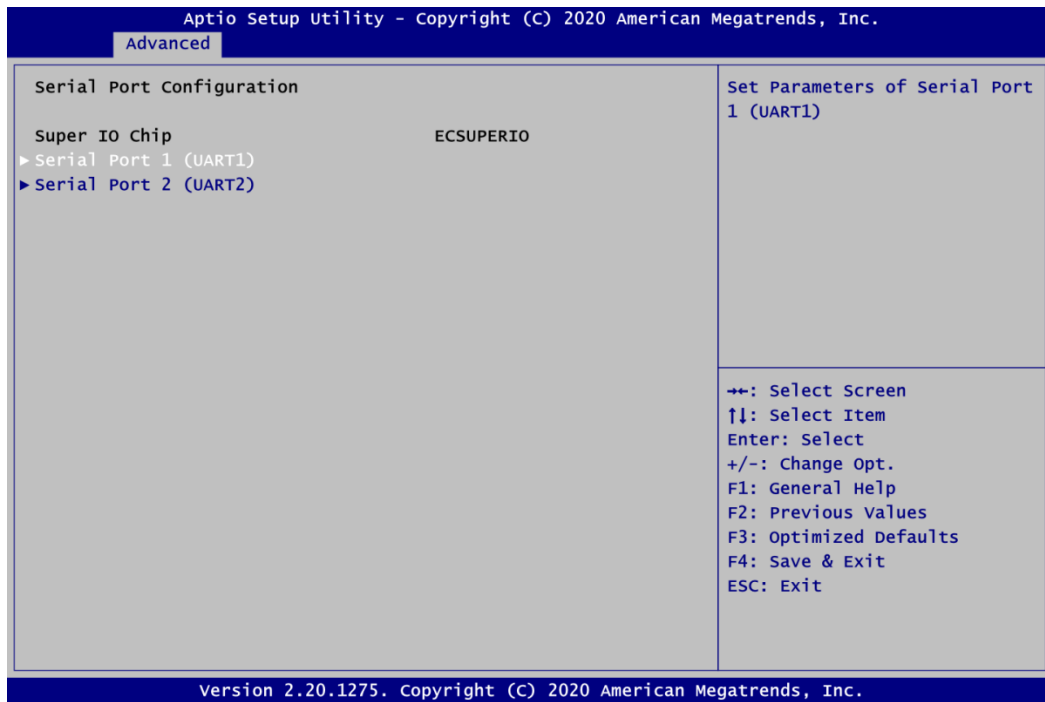 Aptio Setup Utility – Copyright (C) 2020 American Megatrends, Inc.
Advanced
Serial Port Configuration
Super IO Chip ECSUPERIO
►Serial Port 1 (UART1)
►Serial Port 2 (UART2)
Set Parameters of Serial Port
1 (UART1)
→←: Select Screen
↑↓: Select Item
Enter: Select
+/-: Change Opt.
F1: General Help
F2: Previous Values
F3: Optimized Defaults
F4: Save & Exit
ESC: Exit
Version 2.20.1275. Copyright (C) 2020 American Megatrends, Inc.